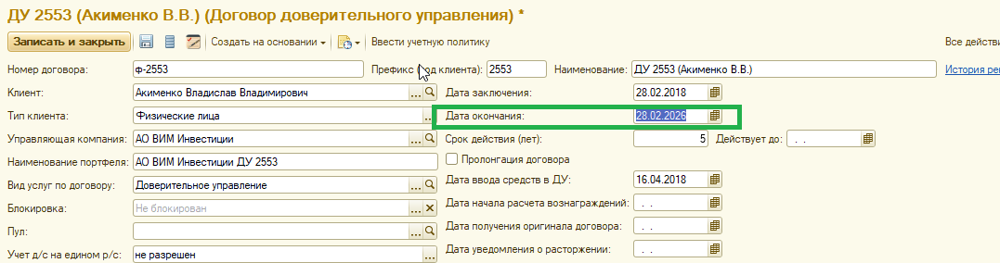 ДУ 2553 (Акименко В.В.) (Договор доверительного управления) *
Записать и закрыть Создать на основании Ввести учетную политику Все действи
Номер договора: ф-2553 Префикс (код клиента): 2553 Наименование: ДУ 2553 (Акименко В.В.) История ре
Клиент: Акименко Владислав Владимирович ... Дата заключения: 28.02.2018
Тип клиента: Физические лица ... Дата окончания: 28.02.2026
Управляющая компания: АО ВИМ Инвестиции ... Срок действия (лет): 5 Действует до: . .
Наименование портфеля: АО ВИМ Инвестиции ДУ 2553 Пролонгация договора
Вид услуг по договору: Доверительное управление ... Дата ввода средств в ДУ: 16.04.2018
Блокировка: Не блокирован ... Дата начала расчета вознаграждений: . .
Пул: ... Дата получения оригинала договора: . .
Учет д/с на едином р/с: не разрешен ... Дата уведомления о расторжении: . .